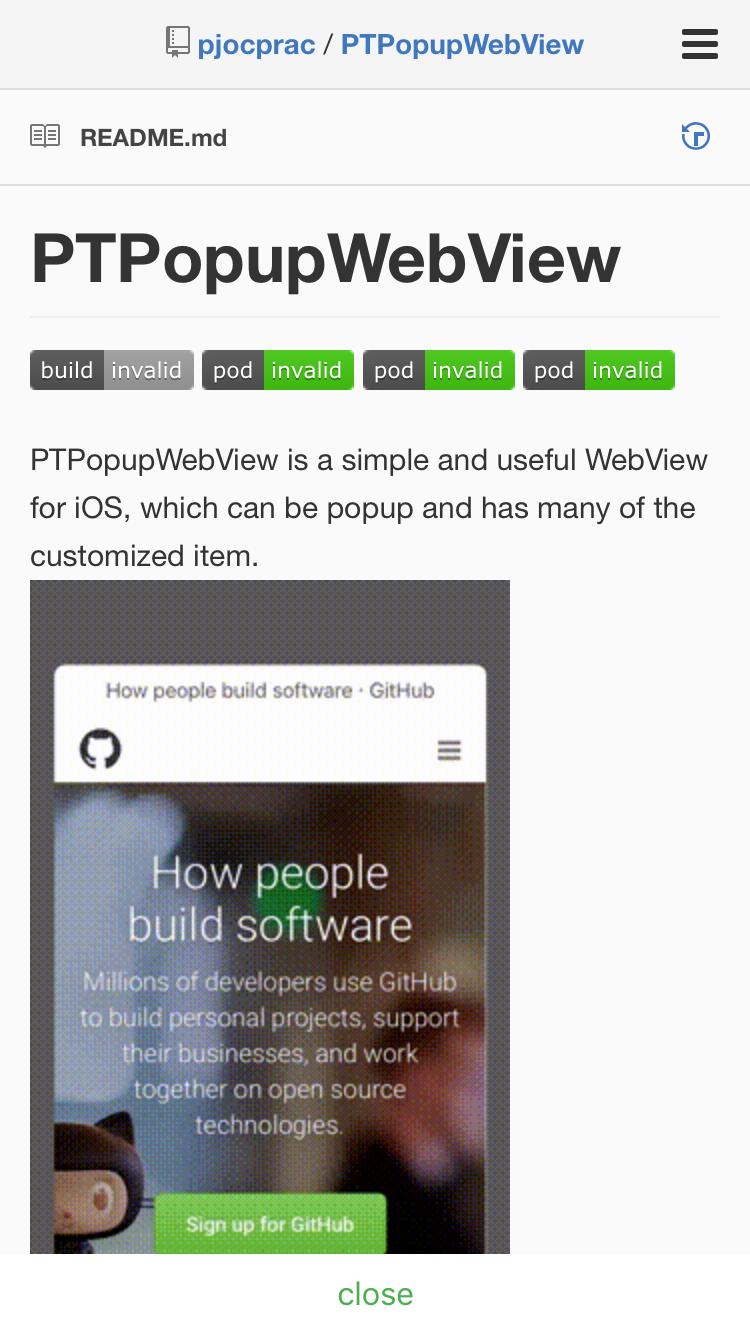 pjocprac / PTPopupWebView
README.md
PTPopupWebView
build invalid pod invalid pod invalid pod invalid
PTPopupWebView is a simple and useful WebView
for iOS, which can be popup and has many of the
customized item.
How people build software · GitHub
How people
build software
Millions of developers use GitHub
to build personal projects, support
their businesses, and work
together on open source
technologies.
Sign up for GitHub
close